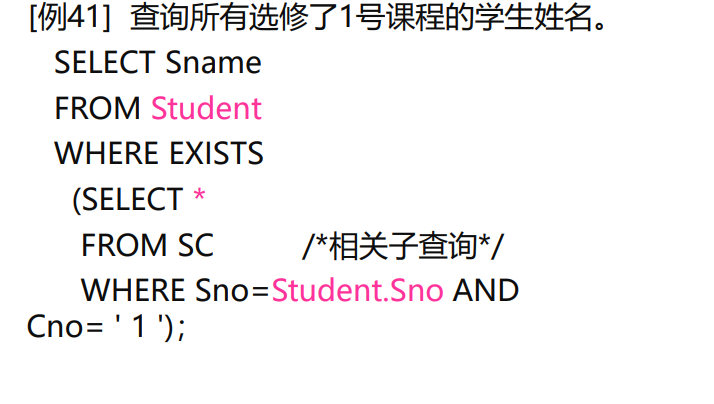 [例41] 查询所有选修了1号课程的学生姓名。
SELECT Sname
FROM Student
WHERE EXISTS
(SELECT *
FROM SC /*相关子查询*/
WHERE Sno=Student.Sno AND
Cno= ' 1 ');